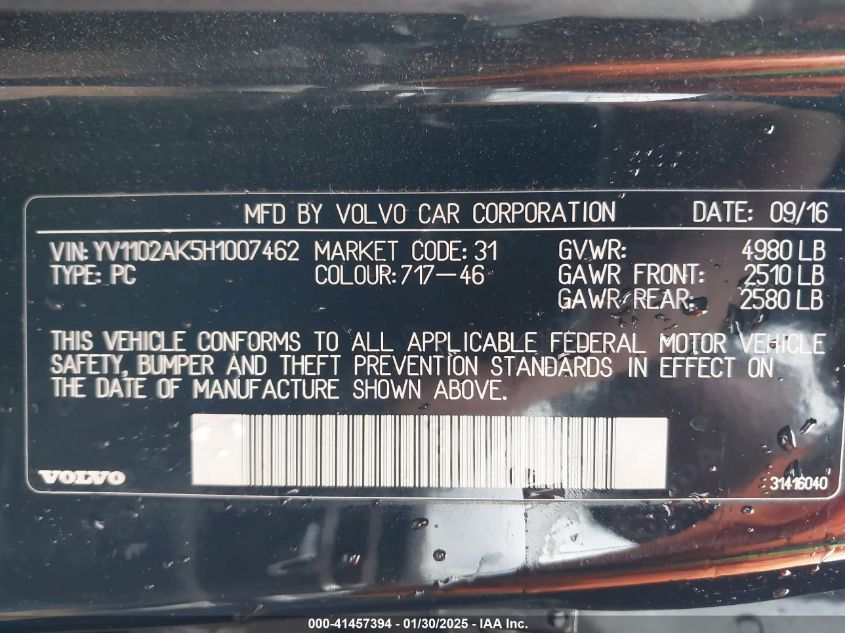 MFD BY VOLVO CAR CORPORATION DATE: 09/16
VIN: YV1102AK5H1007462 MARKET CODE: 31 GVWR: 4980 LB
TYPE: PC COLOUR: 717-46 GAWR FRONT: 2510 LB
GAWR REAR: 2580 LB
THIS VEHICLE CONFORMS TO ALL APPLICABLE FEDERAL MOTOR VEHICLE
SAFETY, BUMPER AND THEFT PREVENTION STANDARDS IN EFFECT ON
THE DATE OF MANUFACTURE SHOWN ABOVE.
VOLVO 31416040
000-41457394 - 01/30/2025 - IAA Inc.